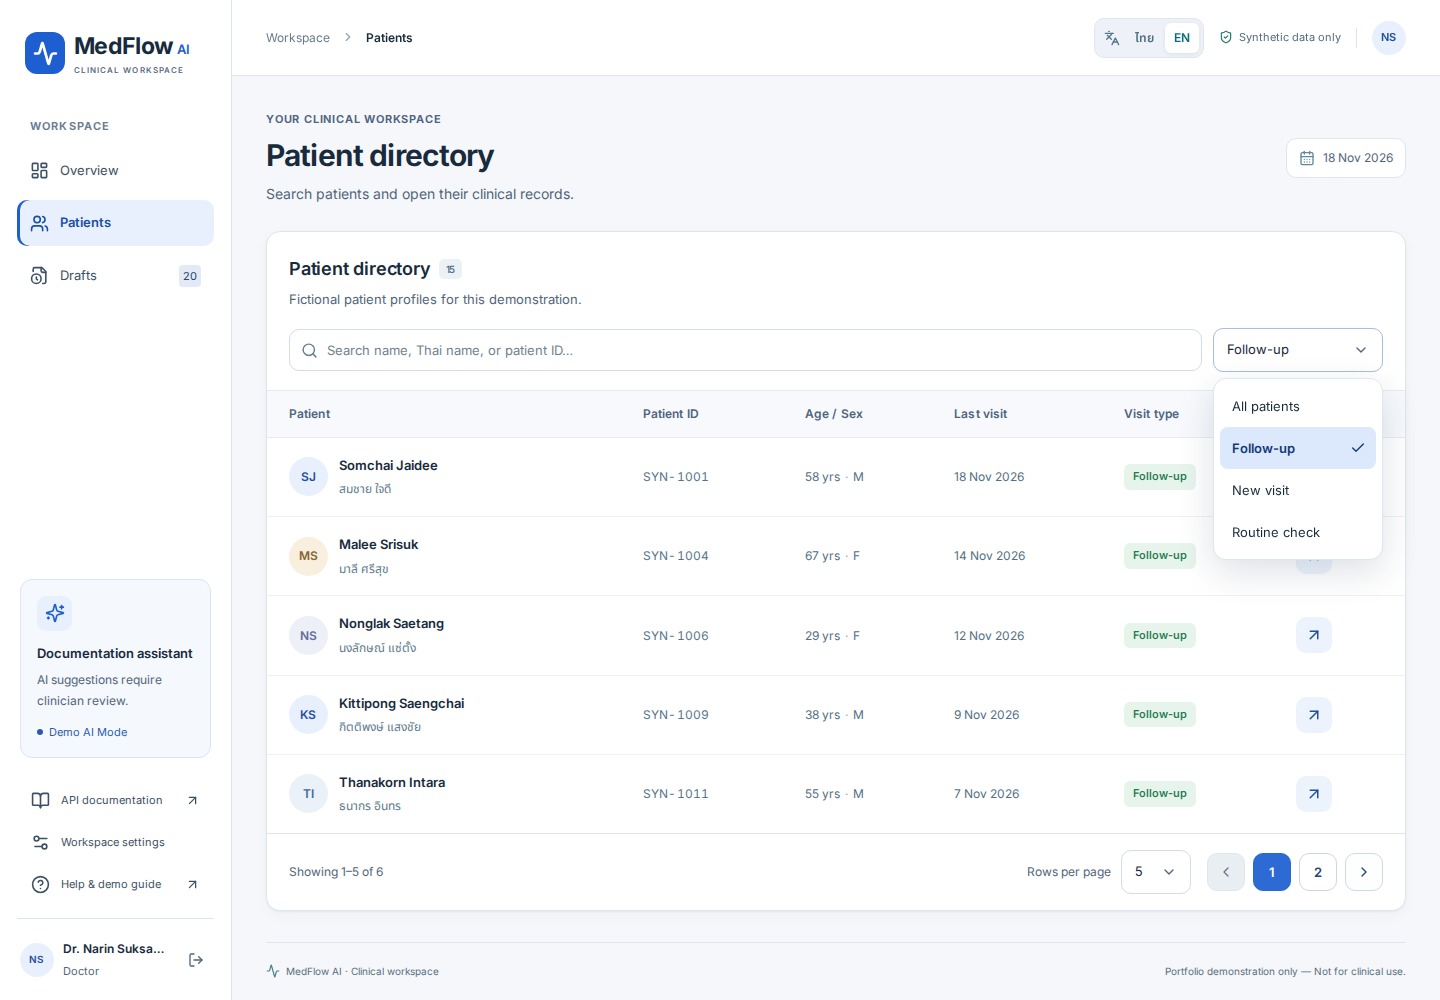 MedFlow AI
CLINICAL WORKSPACE
WORKSPACE
Overview
Patients
Drafts 20
Documentation assistant
AI suggestions require
clinician review.
Demo AI Mode
API documentation
Workspace settings
Help & demo guide
NS Dr. Narin Suksa...
Doctor
Workspace Patients
ไทย EN Synthetic data only NS
YOUR CLINICAL WORKSPACE
Patient directory
Search patients and open their clinical records.
18 Nov 2026
Patient directory 15
Fictional patient profiles for this demonstration.
Search name, Thai name, or patient ID...
Follow-up
All patients
Follow-up
New visit
Routine check
Patient Patient ID Age / Sex Last visit Visit type
SJ Somchai Jaidee SYN-1001 58 yrs · M 18 Nov 2026 Follow-up
สมชาย ใจดี
MS Malee Srisuk SYN-1004 67 yrs · F 14 Nov 2026 Follow-up
มาลี ศรีสุข
NS Nonglak Saetang SYN-1006 29 yrs · F 12 Nov 2026 Follow-up
นงลักษณ์ แซ่ตั้ง
KS Kittipong Saengchai SYN-1009 38 yrs · M 9 Nov 2026 Follow-up
กิตติพงษ์ แสงชัย
TI Thanakorn Intara SYN-1011 55 yrs · M 7 Nov 2026 Follow-up
ธนากร อินทร
Showing 1–5 of 6
Rows per page 5 1 2
MedFlow AI · Clinical workspace
Portfolio demonstration only — Not for clinical use.